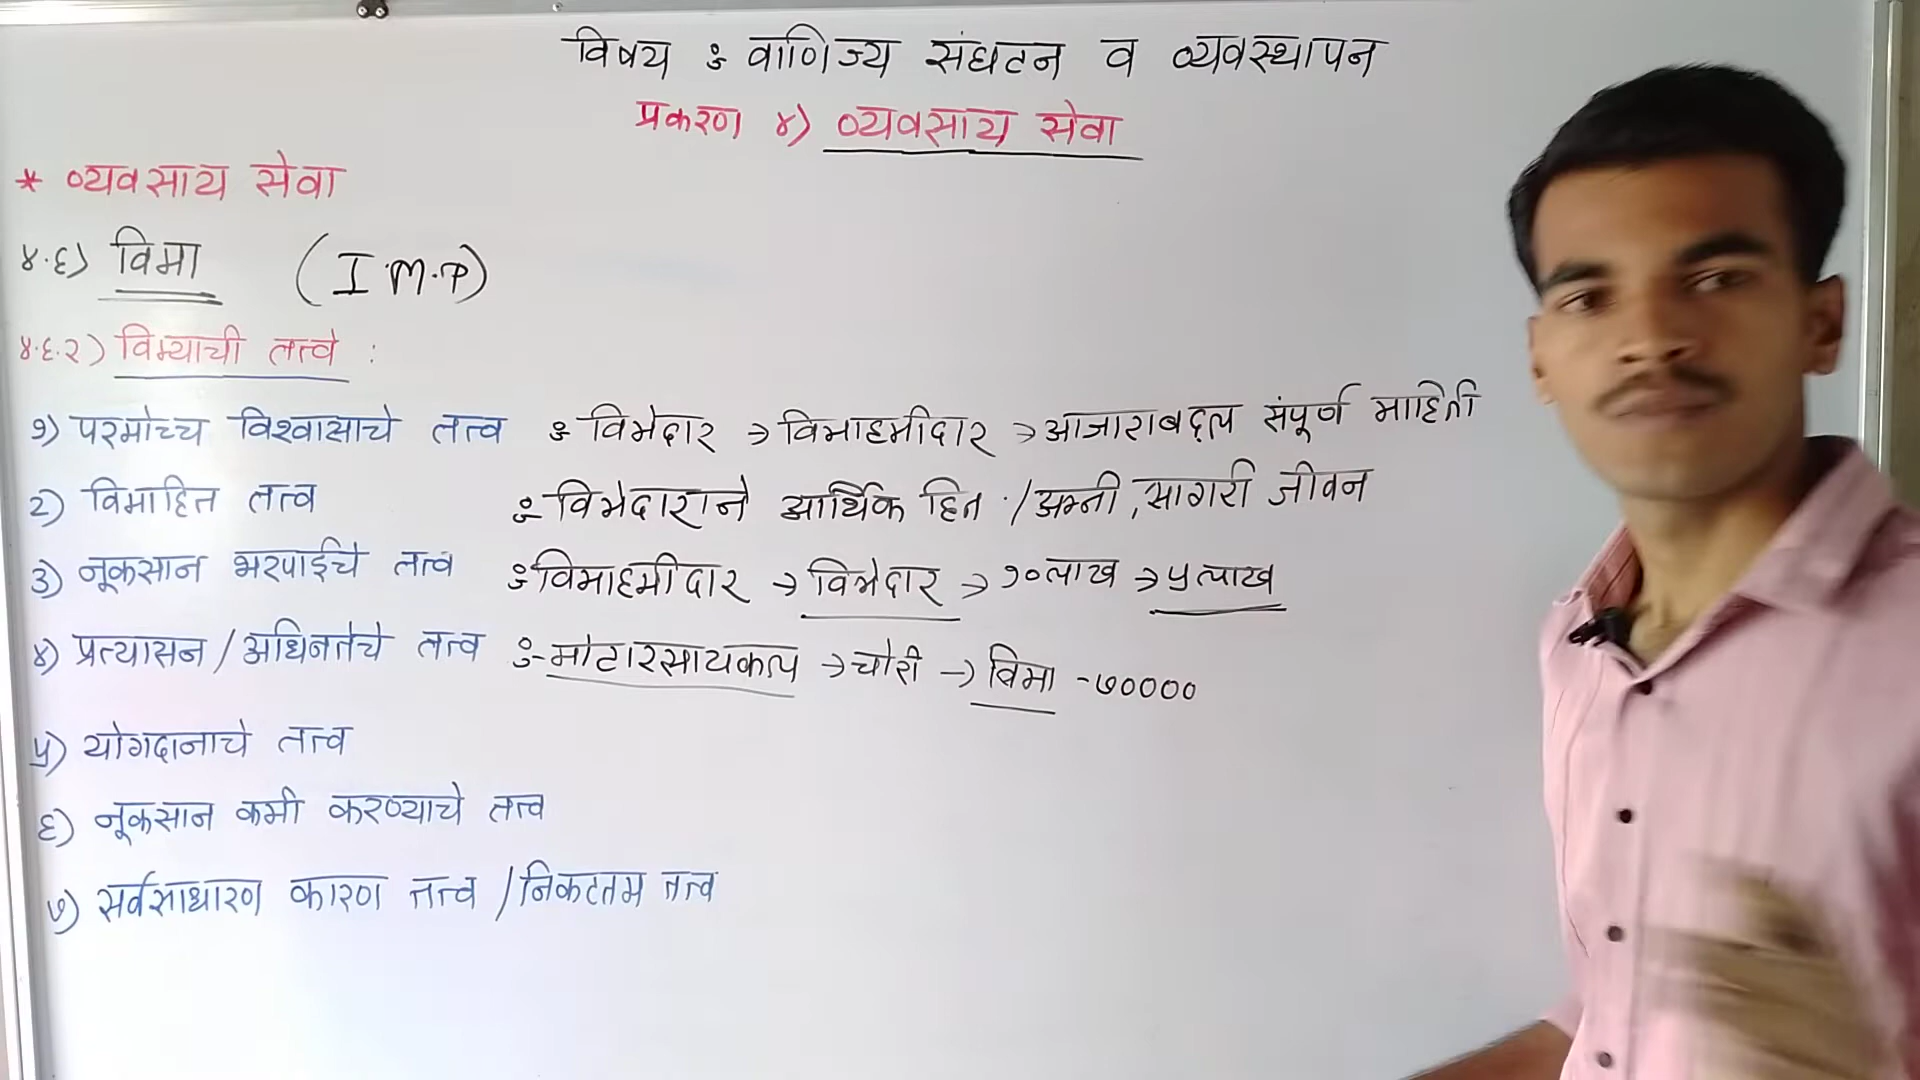 विषय : वाणिज्य संघटन व व्यवस्थापन
प्रकरण ४) व्यवसाय सेवा
* व्यवसाय सेवा
४.६) विमा (I.M.P)
४.६.२) विम्याची तत्त्वे :
१) परमोच्च विश्वासाचे तत्त्व : विमेदार → विमाहमीदार → आजाराबद्दल संपूर्ण माहिती
२) विमाहित तत्त्व : विमेदाराने आर्थिक हित / अग्नी, सागरी जीवन
३) नूकसान भरपाईचे तत्त्व : विमाहमीदार → विमेदार → १०लाख → ५लाख
४) प्रत्यासन / अधिनतेचे तत्त्व :- मोटारसायकल → चोरी → विमा - ७००००
५) योगदानाचे तत्त्व
६) नूकसान कमी करण्याचे तत्त्व
७) सर्वसाधारण कारण तत्त्व / निकटतम तत्त्व